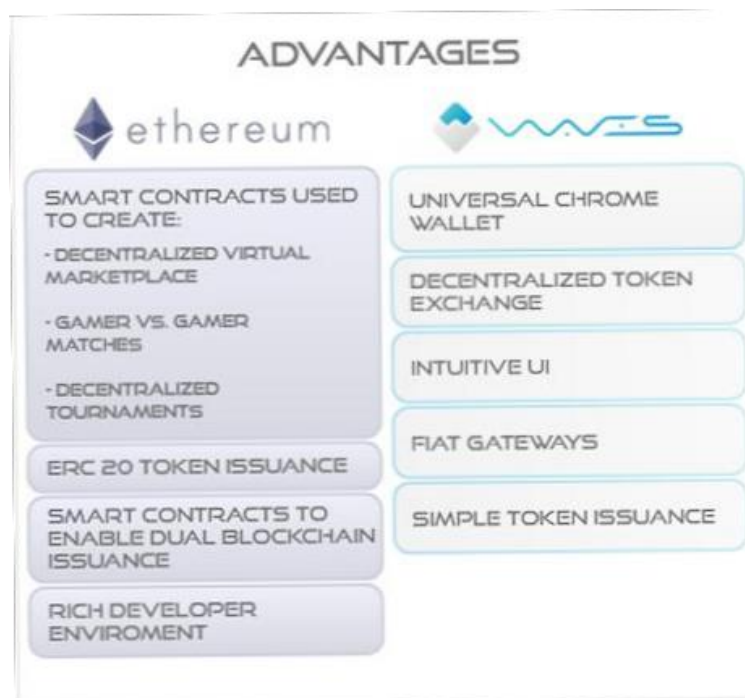 ADVANTAGES
ethereum
WAVES
SMART CONTRACTS USED
TO CREATE:
- DECENTRALIZED VIRTUAL
MARKETPLACE
- GAMER VS. GAMER
MATCHES
- DECENTRALIZED
TOURNAMENTS
ERC 20 TOKEN ISSUANCE
SMART CONTRACTS TO
ENABLE DUAL BLOCKCHAIN
ISSUANCE
RICH DEVELOPER
ENVIROMENT
UNIVERSAL CHROME
WALLET
DECENTRALIZED TOKEN
EXCHANGE
INTUITIVE UI
FIAT GATEWAYS
SIMPLE TOKEN ISSUANCE